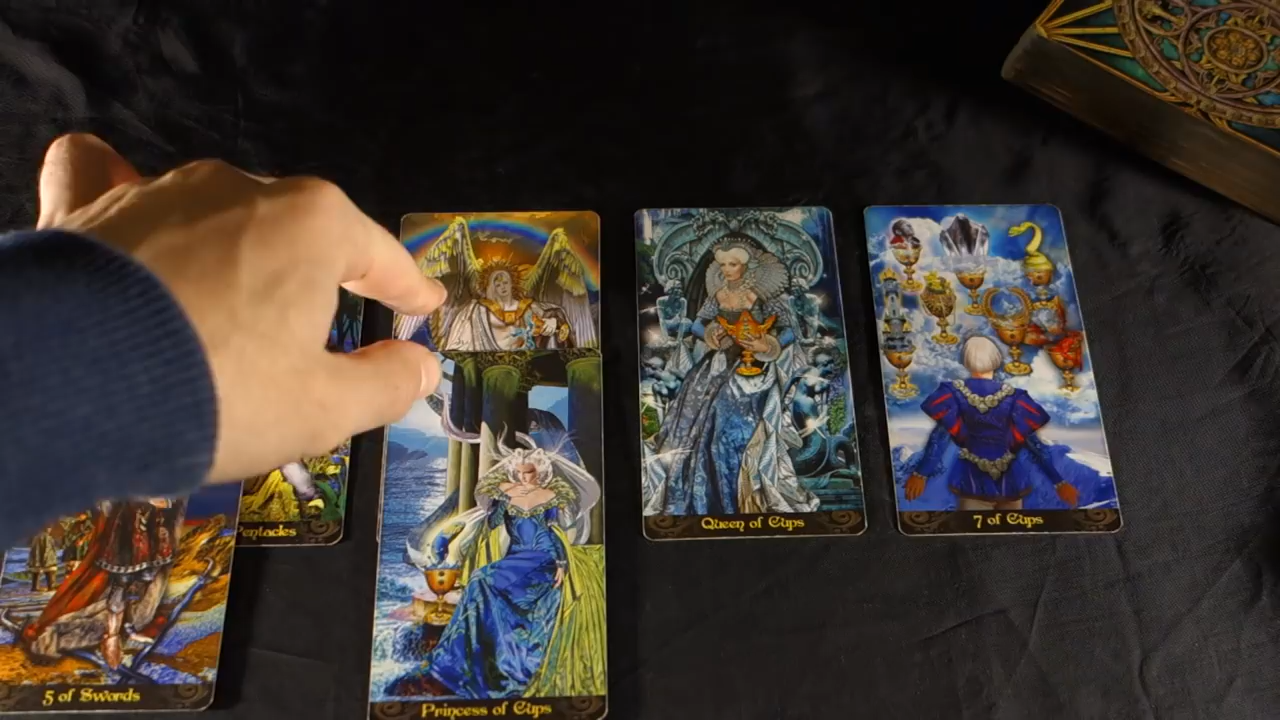 Queen of Cups
7 of Cups
Pentacles
5 of Swords
Princess of Cups